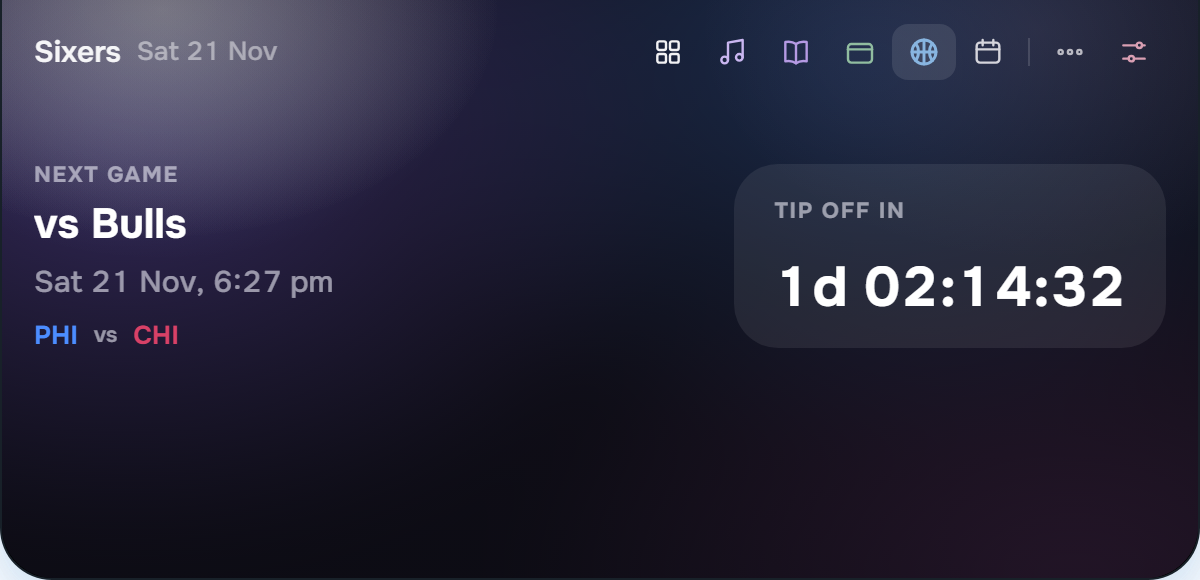 Sixers Sat 21 Nov
NEXT GAME
vs Bulls
Sat 21 Nov, 6:27 pm
PHI vs CHI
TIP OFF IN
1d 02:14:32